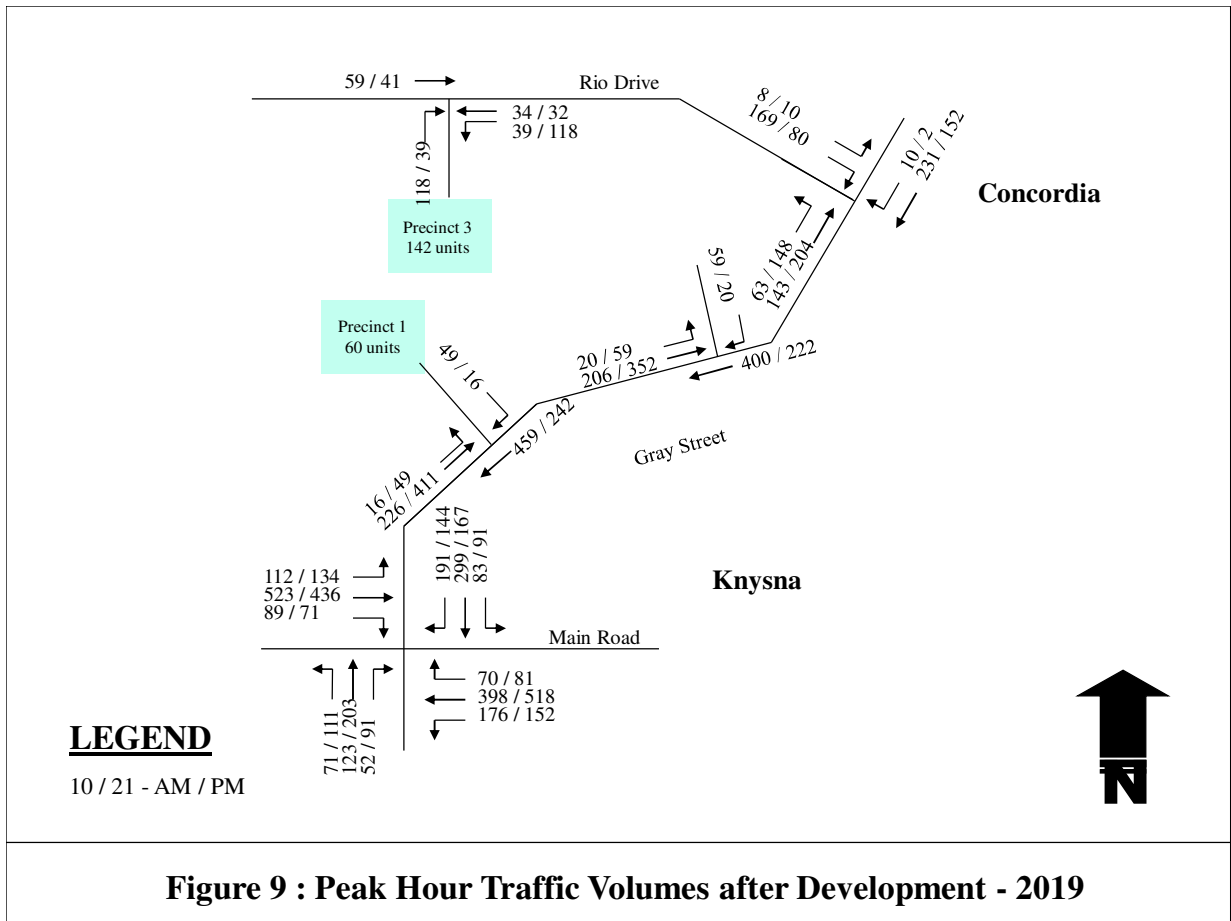 59 / 41
Rio Drive
34 / 32
39 / 118
118 / 39
8 / 10
169 / 80
10 / 2
231 / 152
Concordia
Precinct 3
142 units
63 / 148
143 / 204
59 / 20
Precinct 1
60 units
49 / 16
20 / 59
206 / 352
400 / 222
459 / 242
Gray Street
16 / 49
226 / 411
191 / 144
299 / 167
83 / 91
112 / 134
523 / 436
89 / 71
Knysna
Main Road
70 / 81
398 / 518
176 / 152
71 / 111
123 / 203
52 / 91
LEGEND
10 / 21 - AM / PM
N
Figure 9 : Peak Hour Traffic Volumes after Development - 2019